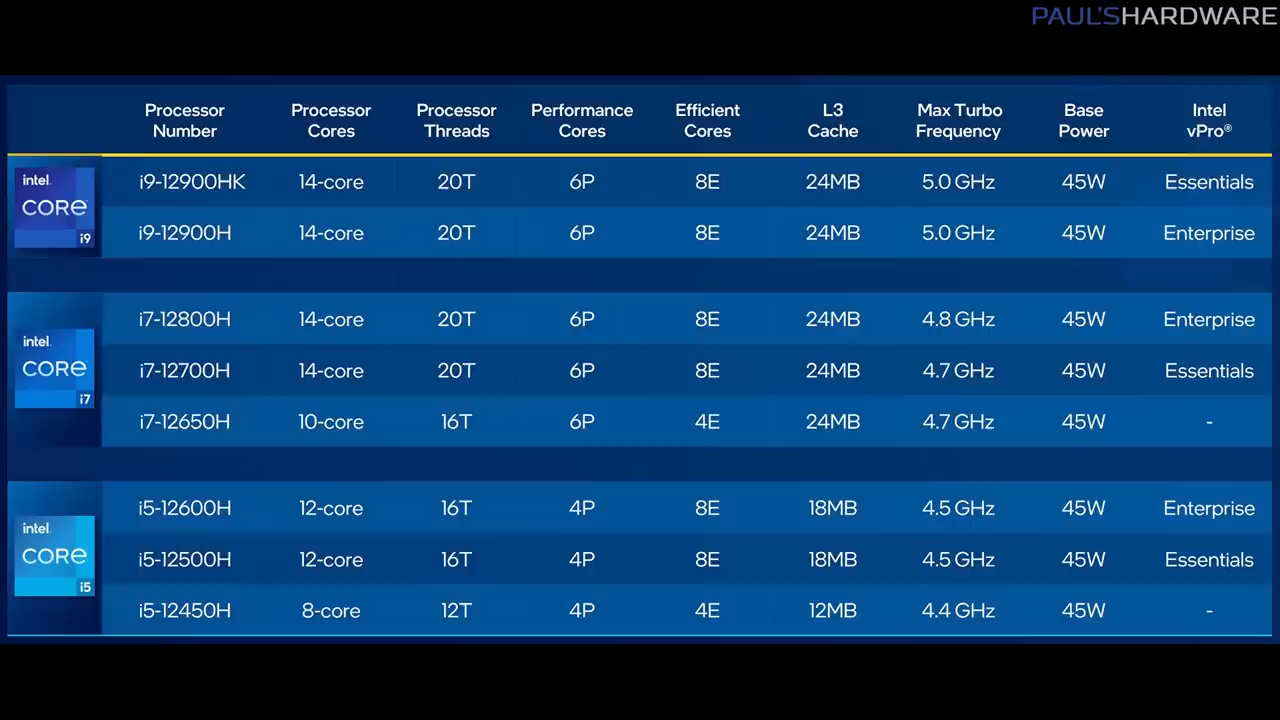 PAUL'SHARDWARE
Processor Number Processor Cores Processor Threads Performance Cores Efficient Cores L3 Cache Max Turbo Frequency Base Power Intel vPro®
intel. CORE i9
i9-12900HK 14-core 20T 6P 8E 24MB 5.0 GHz 45W Essentials
i9-12900H 14-core 20T 6P 8E 24MB 5.0 GHz 45W Enterprise
intel. CORE i7
i7-12800H 14-core 20T 6P 8E 24MB 4.8 GHz 45W Enterprise
i7-12700H 14-core 20T 6P 8E 24MB 4.7 GHz 45W Essentials
i7-12650H 10-core 16T 6P 4E 24MB 4.7 GHz 45W -
intel. CORE i5
i5-12600H 12-core 16T 4P 8E 18MB 4.5 GHz 45W Enterprise
i5-12500H 12-core 16T 4P 8E 18MB 4.5 GHz 45W Essentials
i5-12450H 8-core 12T 4P 4E 12MB 4.4 GHz 45W -